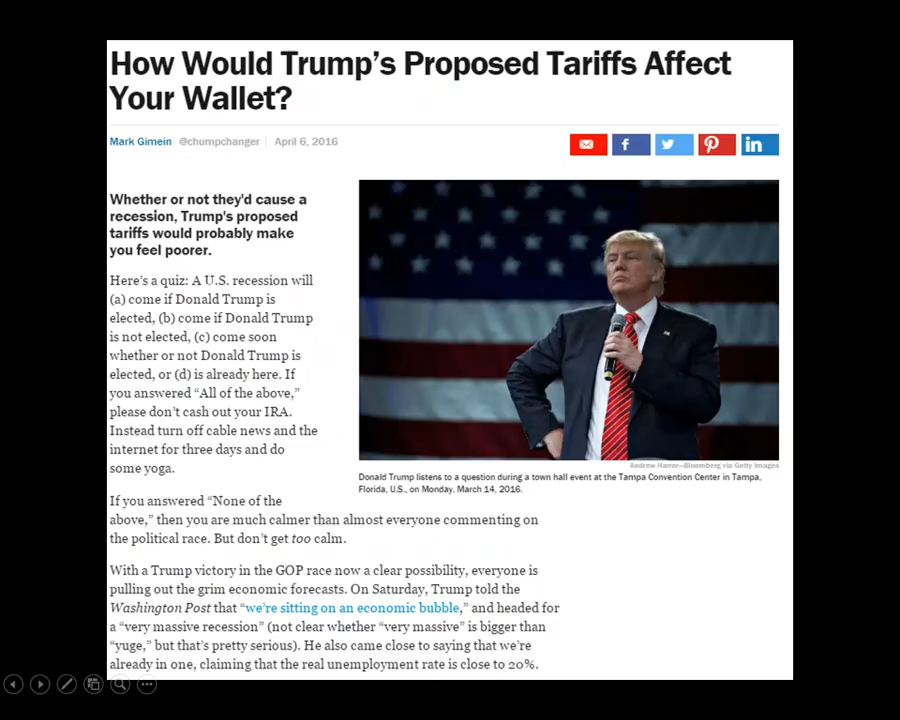 How Would Trump’s Proposed Tariffs Affect
Your Wallet?
Mark Gimein @chumpchanger April 6, 2016
Whether or not they'd cause a
recession, Trump's proposed
tariffs would probably make
you feel poorer.
Here’s a quiz: A U.S. recession will
(a) come if Donald Trump is
elected, (b) come if Donald Trump
is not elected, (c) come soon
whether or not Donald Trump is
elected, or (d) is already here. If
you answered “All of the above,”
please don’t cash out your IRA.
Instead turn off cable news and the
internet for three days and do
some yoga.
Andrew Harrer—Bloomberg via Getty Images
Donald Trump listens to a question during a town hall event at the Tampa Convention Center in Tampa,
Florida, U.S., on Monday, March 14, 2016.
If you answered “None of the
above,” then you are much calmer than almost everyone commenting on
the political race. But don’t get too calm.
With a Trump victory in the GOP race now a clear possibility, everyone is
pulling out the grim economic forecasts. On Saturday, Trump told the
Washington Post that “we’re sitting on an economic bubble,” and headed for
a “very massive recession” (not clear whether “very massive” is bigger than
“yuge,” but that’s pretty serious). He also came close to saying that we’re
already in one, claiming that the real unemployment rate is close to 20%.